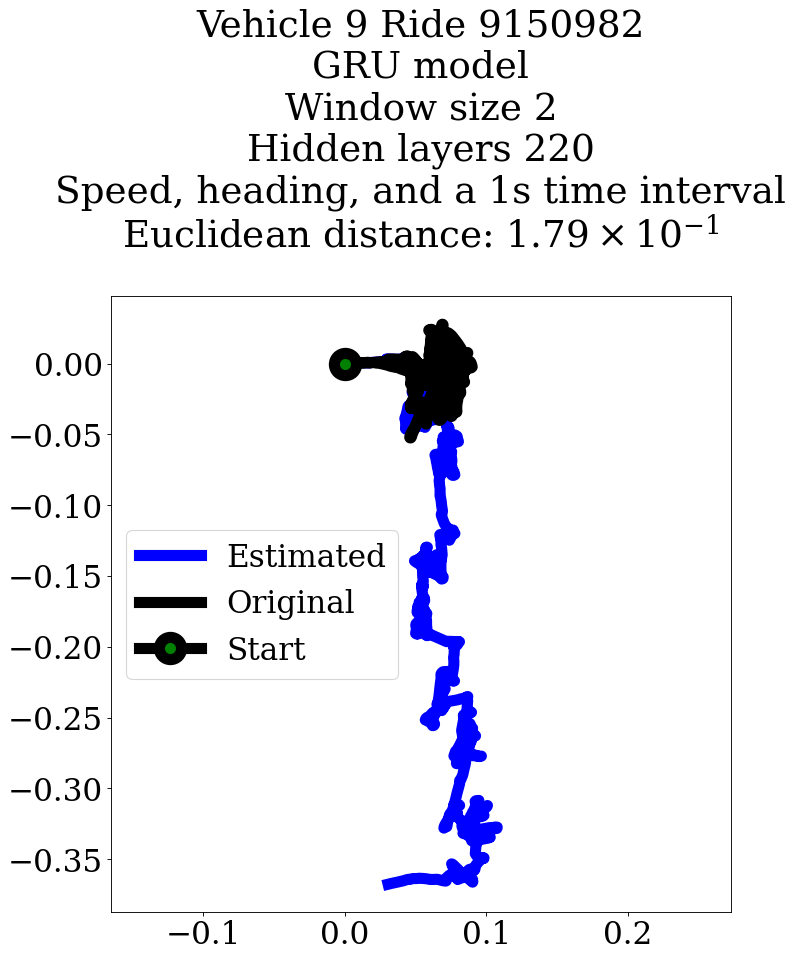 Vehicle 9 Ride 9150982
GRU model
Window size 2
Hidden layers 220
Speed, heading, and a 1s time interval
Euclidean distance: 1.79 × 10⁻¹
0.00
−0.05
−0.10
−0.15
−0.20
−0.25
−0.30
−0.35
Estimated
Original
Start
−0.1
0.0
0.1
0.2